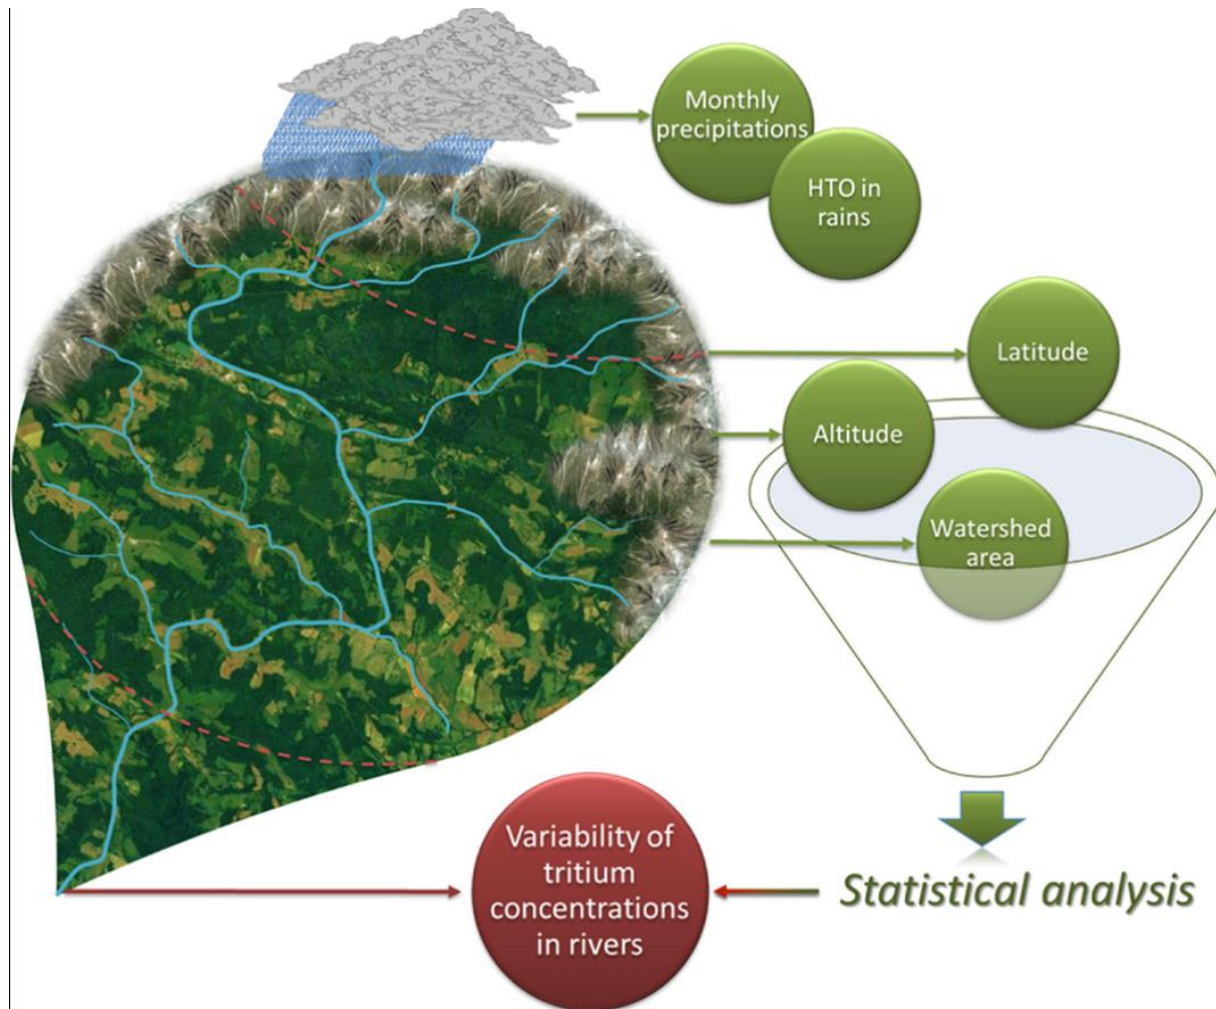 Monthly
precipitations
HTO in
rains
Latitude
Altitude
Watershed
area
Variability of
tritium
concentrations
in rivers
Statistical analysis